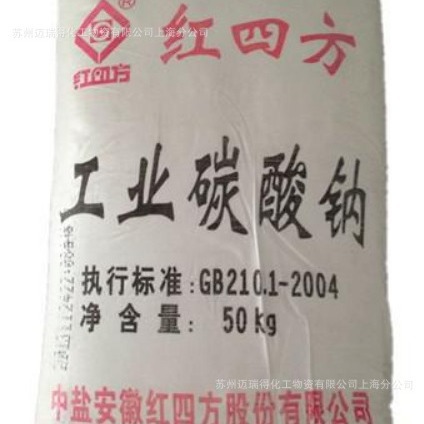 苏州迈瑞得化工物资有限公司上海分公司
红四方
®
红四方
工业碳酸钠
执行标准:GB210.1-2004
净含量: 50kg
苏州迈瑞得化工物资有限公司上海分公司
中盐安徽红四方股份有限公司